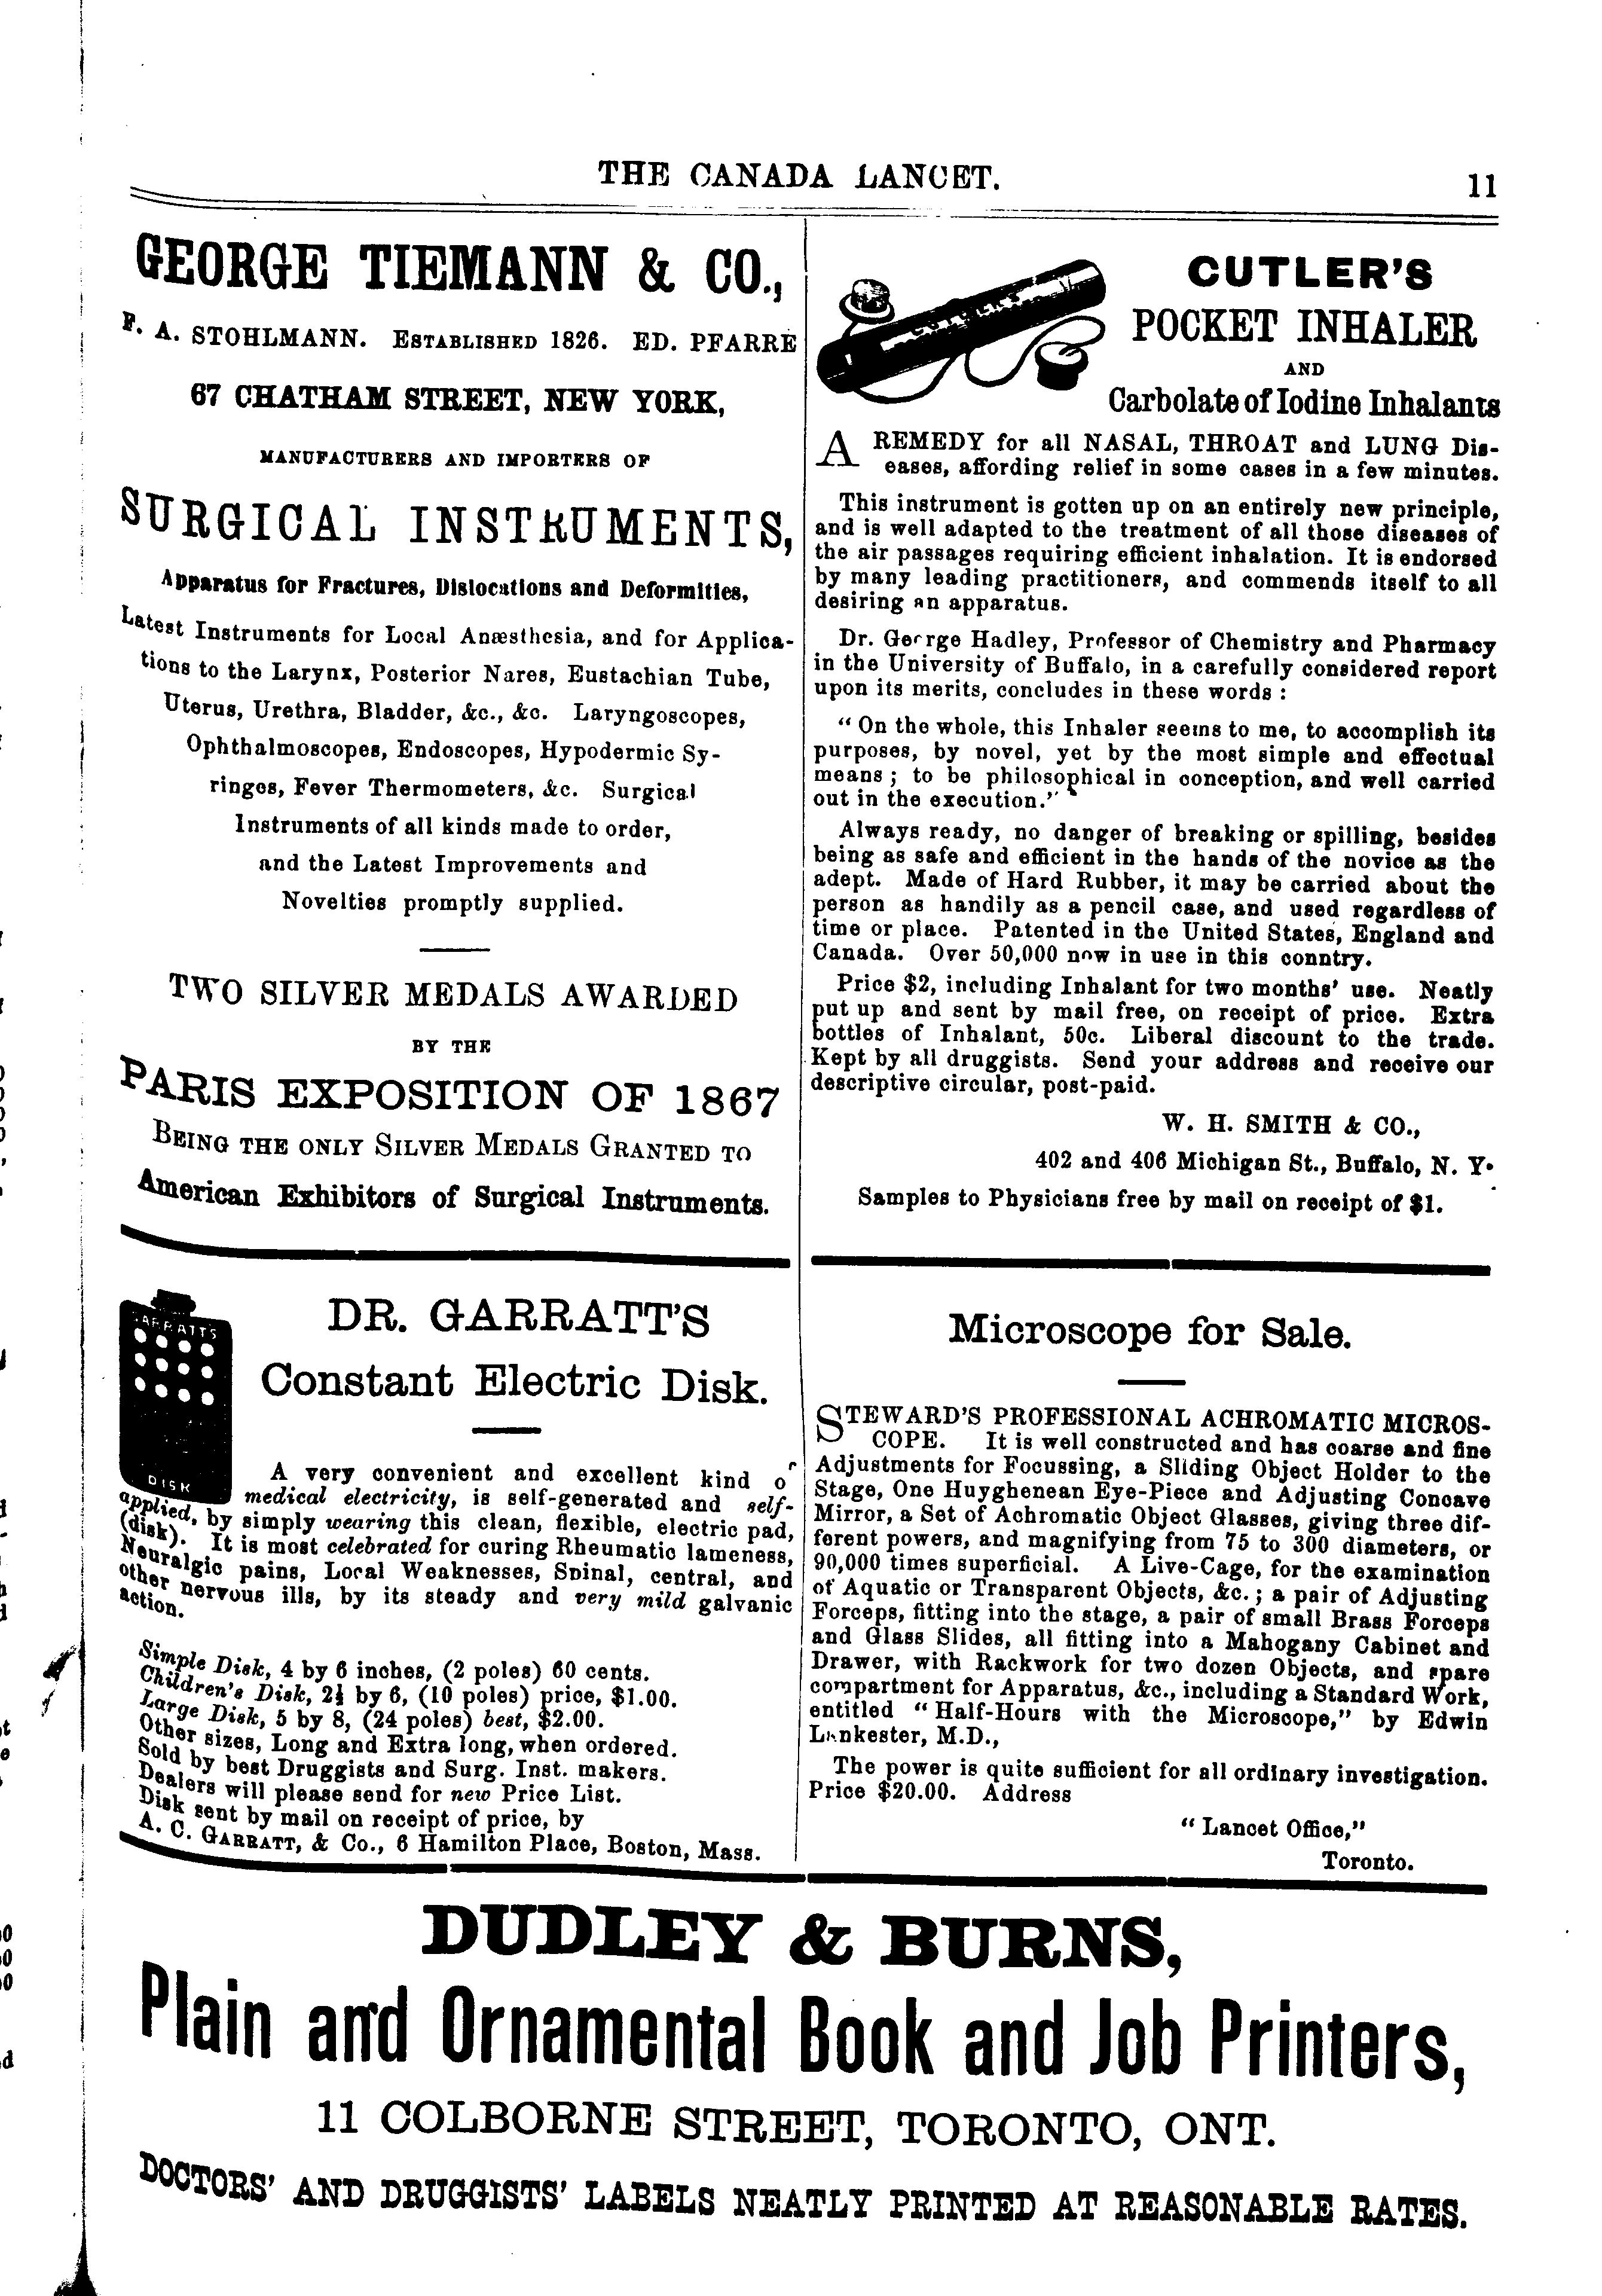 THE CANADA LANCET.
11
GEORGE TIEMANN & CO.,
F. A. STOHLMANN. ESTABLISHED 1826. ED. PFARRE
67 CHATHAM STREET, NEW YORK,
MANUFACTURERS AND IMPORTERS OF
SURGICAL INSTRUMENTS,
Apparatus for Fractures, Dislocations and Deformities,
Latest Instruments for Local Anæsthesia, and for Applica-
tions to the Larynx, Posterior Nares, Eustachian Tube,
Uterus, Urethra, Bladder, &c., &c. Laryngoscopes,
Ophthalmoscopes, Endoscopes, Hypodermic Sy-
ringes, Fever Thermometers, &c. Surgical
Instruments of all kinds made to order,
and the Latest Improvements and
Novelties promptly supplied.
TWO SILVER MEDALS AWARDED
BY THE
PARIS EXPOSITION OF 1867
BEING THE ONLY SILVER MEDALS GRANTED TO
American Exhibitors of Surgical Instruments.
CUTLER'S
CUTLER'S
POCKET INHALER
AND
Carbolate of Iodine Inhalants
A REMEDY for all NASAL, THROAT and LUNG Dis-
eases, affording relief in some cases in a few minutes.
This instrument is gotten up on an entirely new principle,
and is well adapted to the treatment of all those diseases of
the air passages requiring efficient inhalation. It is endorsed
by many leading practitioners, and commends itself to all
desiring an apparatus.
Dr. George Hadley, Professor of Chemistry and Pharmacy
in the University of Buffalo, in a carefully considered report
upon its merits, concludes in these words :
" On the whole, this Inhaler seems to me, to accomplish its
purposes, by novel, yet by the most simple and effectual
means ; to be philosophical in conception, and well carried
out in the execution."
Always ready, no danger of breaking or spilling, besides
being as safe and efficient in the hands of the novice as the
adept. Made of Hard Rubber, it may be carried about the
person as handily as a pencil case, and used regardless of
time or place. Patented in the United States, England and
Canada. Over 50,000 now in use in this conntry.
Price $2, including Inhalant for two months' use. Neatly
put up and sent by mail free, on receipt of price. Extra
bottles of Inhalant, 50c. Liberal discount to the trade.
Kept by all druggists. Send your address and receive our
descriptive circular, post-paid.
W. H. SMITH & CO.,
402 and 406 Michigan St., Buffalo, N. Y.
Samples to Physicians free by mail on receipt of $1.
GARRATTS
DISK
DR. GARRATT'S
Constant Electric Disk.
A very convenient and excellent kind of
medical electricity, is self-generated and self-
applied, by simply wearing this clean, flexible, electric pad,
(disk). It is most celebrated for curing Rheumatic lameness,
Neuralgic pains, Local Weaknesses, Spinal, central, and
other nervous ills, by its steady and very mild galvanic
action.
Simple Disk, 4 by 6 inches, (2 poles) 60 cents.
Children's Disk, 2½ by 6, (10 poles) price, $1.00.
Large Disk, 5 by 8, (24 poles) best, $2.00.
Other sizes, Long and Extra long, when ordered.
Sold by best Druggists and Surg. Inst. makers.
Dealers will please send for new Price List.
Disk sent by mail on receipt of price, by
A. C. GARRATT, & Co., 6 Hamilton Place, Boston, Mass.
Microscope for Sale.
STEWARD'S PROFESSIONAL ACHROMATIC MICROS-
COPE. It is well constructed and has coarse and fine
Adjustments for Focussing, a Sliding Object Holder to the
Stage, One Huyghenean Eye-Piece and Adjusting Concave
Mirror, a Set of Achromatic Object Glasses, giving three dif-
ferent powers, and magnifying from 75 to 300 diameters, or
90,000 times superficial. A Live-Cage, for the examination
of Aquatic or Transparent Objects, &c. ; a pair of Adjusting
Forceps, fitting into the stage, a pair of small Brass Forceps
and Glass Slides, all fitting into a Mahogany Cabinet and
Drawer, with Rackwork for two dozen Objects, and spare
compartment for Apparatus, &c., including a Standard Work,
entitled " Half-Hours with the Microscope," by Edwin
Lankester, M.D.,
The power is quite sufficient for all ordinary investigation.
Price $20.00. Address
" Lancet Office,"
Toronto.
DUDLEY & BURNS,
Plain and Ornamental Book and Job Printers,
11 COLBORNE STREET, TORONTO, ONT.
DOCTORS' AND DRUGGISTS' LABELS NEATLY PRINTED AT REASONABLE RATES.